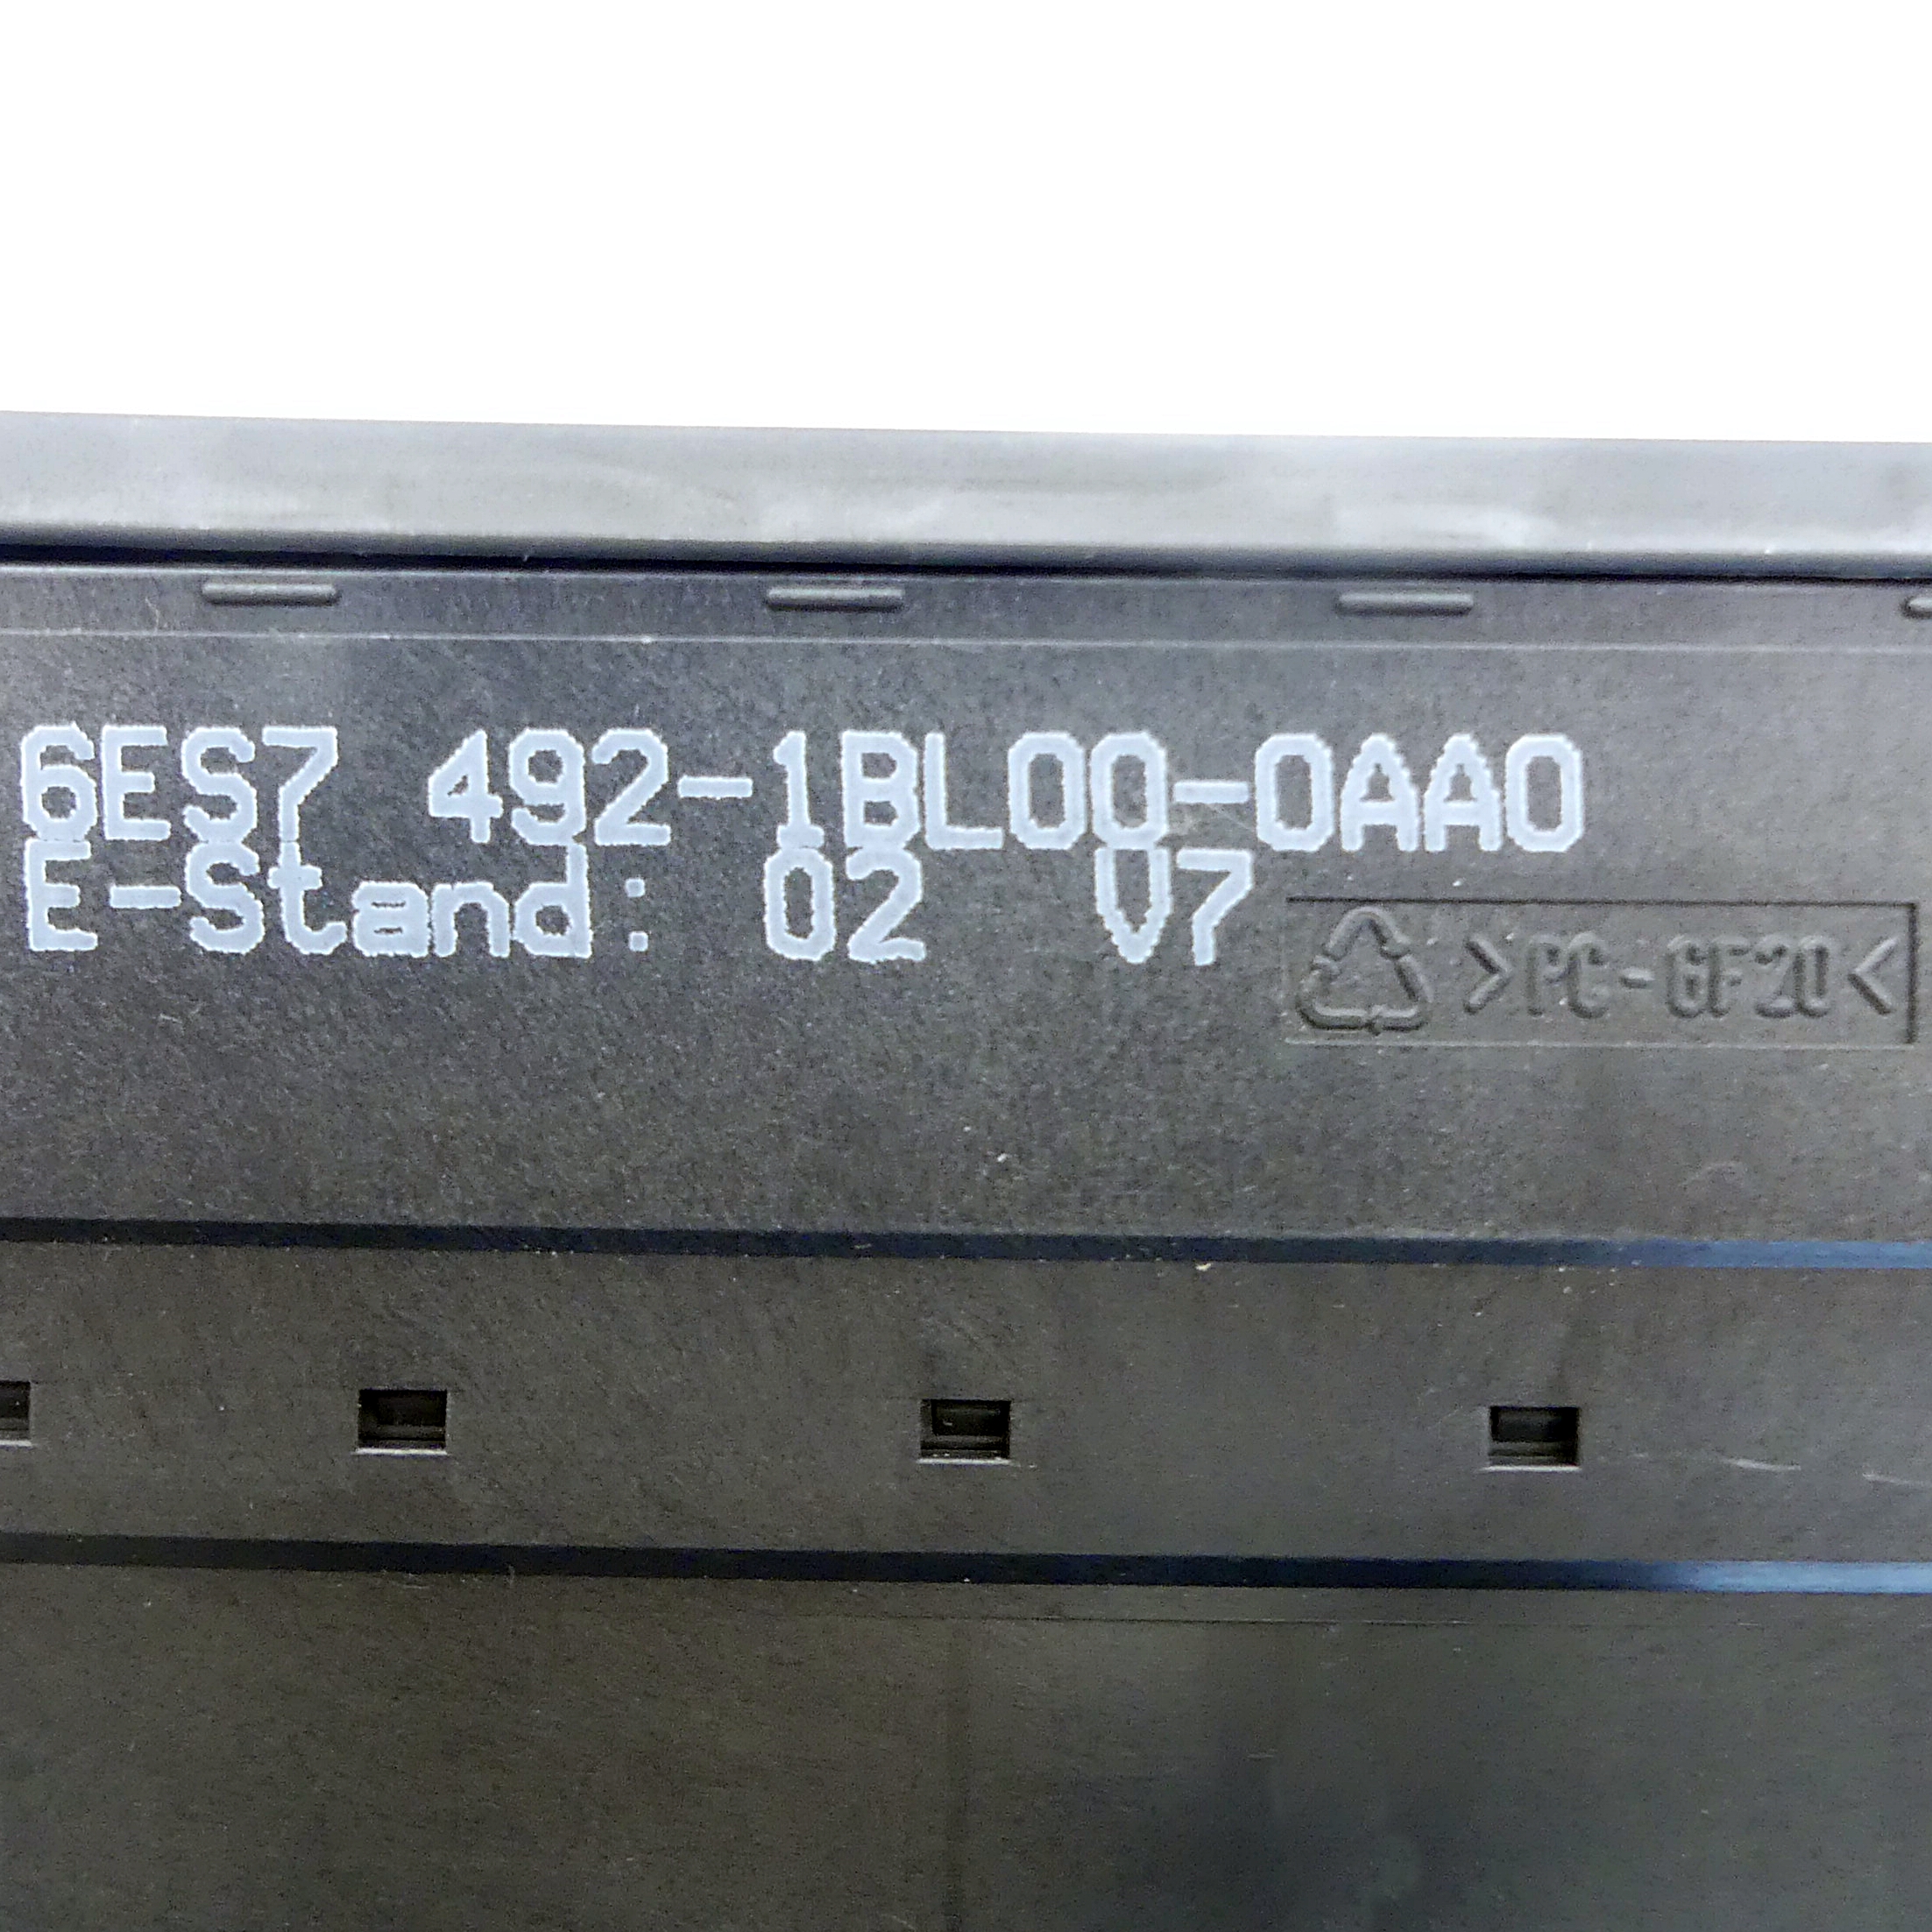 6ES7 492-1BL00-0AA0
E-Stand: 02 V7
>PC-GF20<